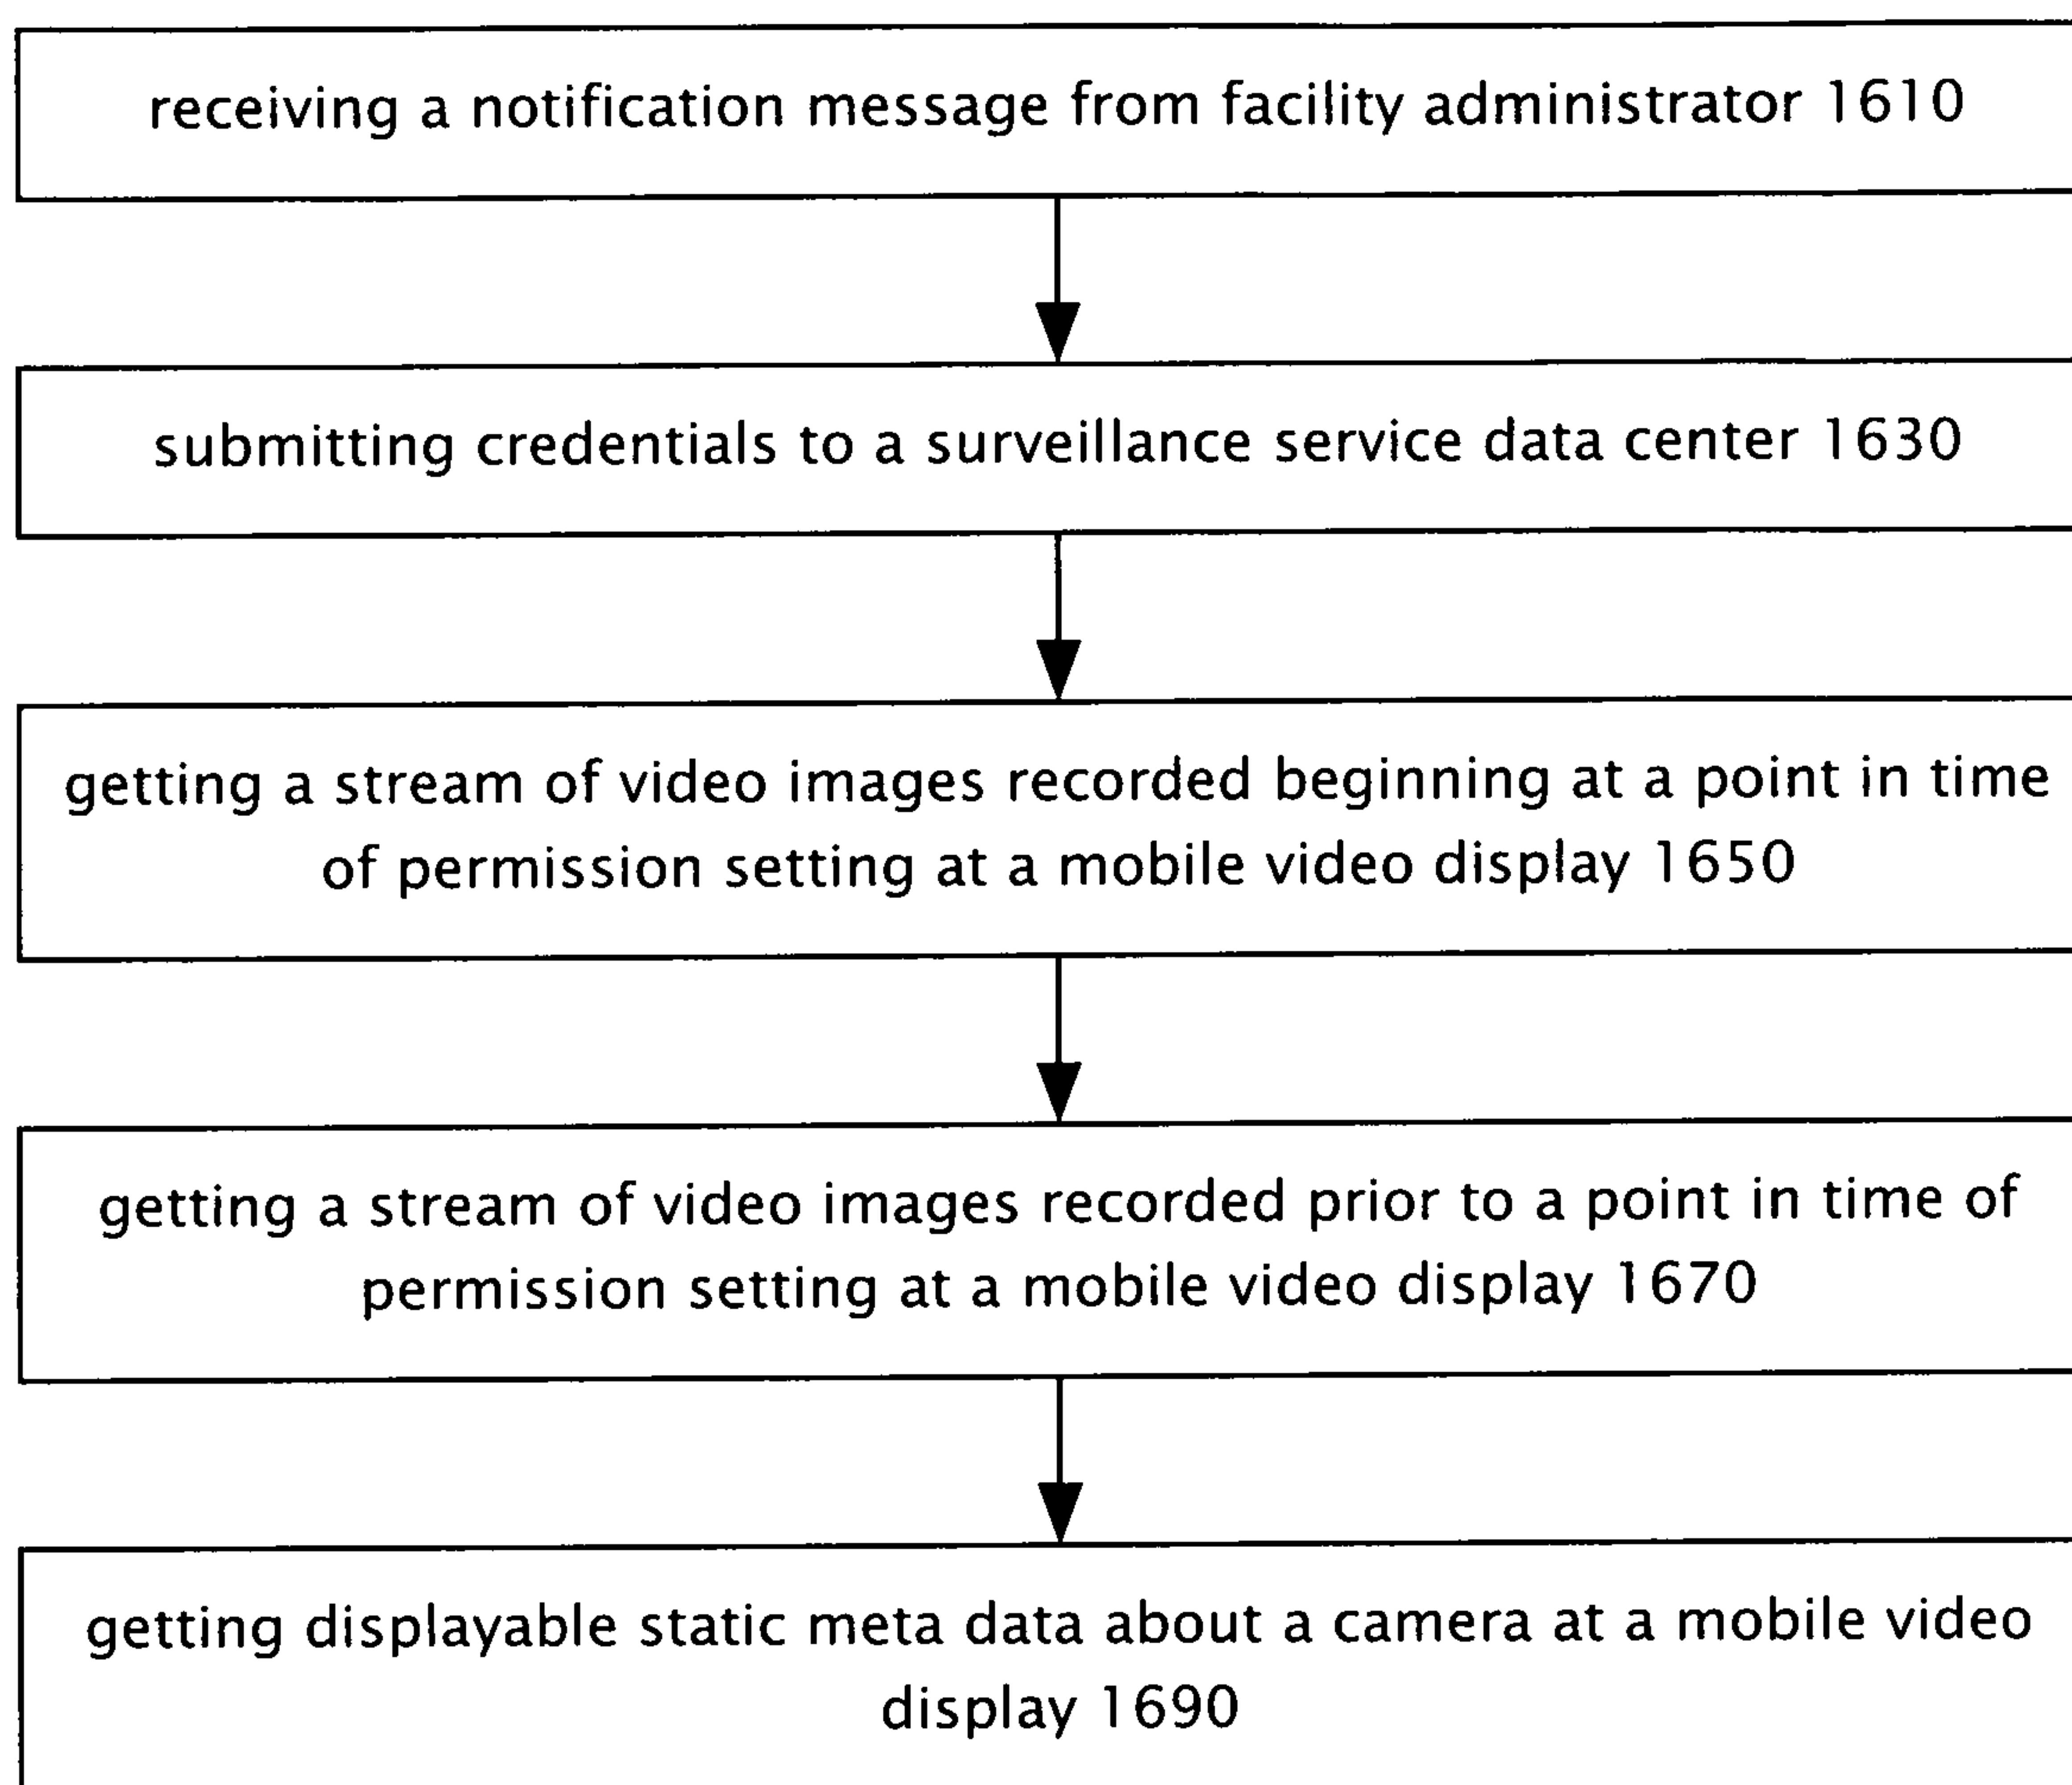 receiving a notification message from facility administrator 1610
submitting credentials to a surveillance service data center 1630
getting a stream of video images recorded beginning at a point in time
of permission setting at a mobile video display 1650
getting a stream of video images recorded prior to a point in time of
permission setting at a mobile video display 1670
getting displayable static meta data about a camera at a mobile video
display 1690